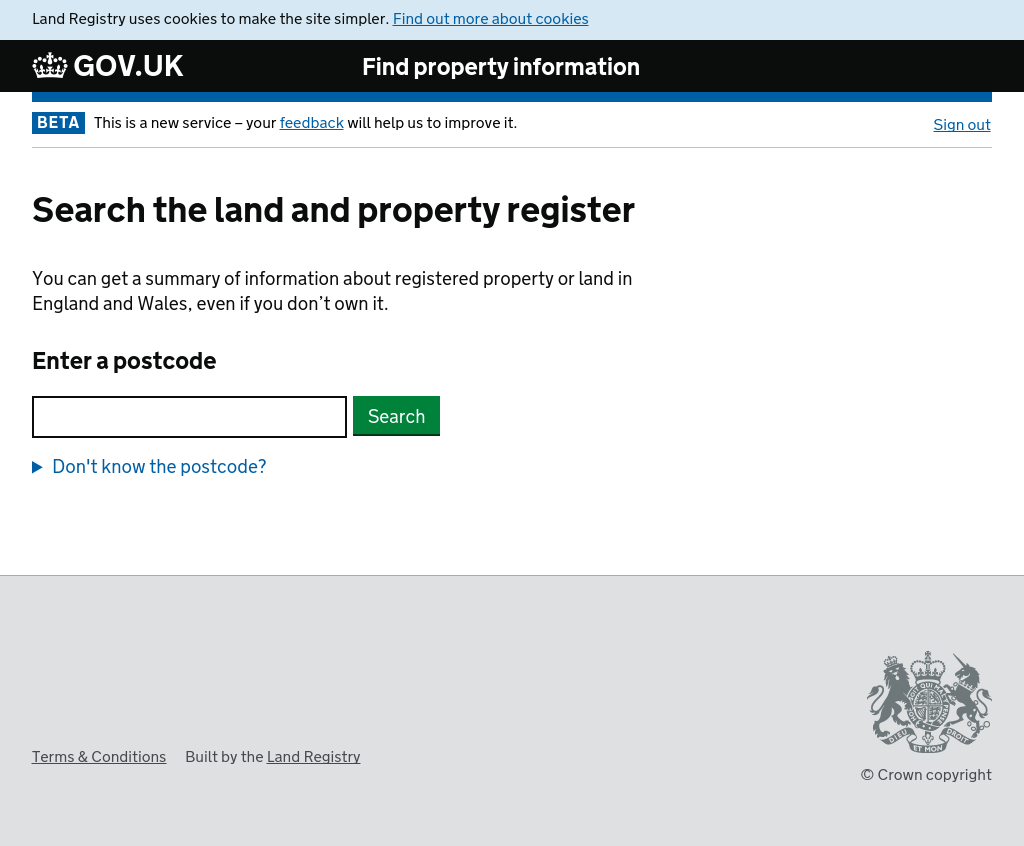 Land Registry uses cookies to make the site simpler. Find out more about cookies
GOV.UK
Find property information
BETA This is a new service – your feedback will help us to improve it.
Sign out
Search the land and property register
You can get a summary of information about registered property or land in
England and Wales, even if you don’t own it.
Enter a postcode
Search
Don't know the postcode?
DIEU ET MON DROIT
Terms & Conditions
Built by the Land Registry
© Crown copyright